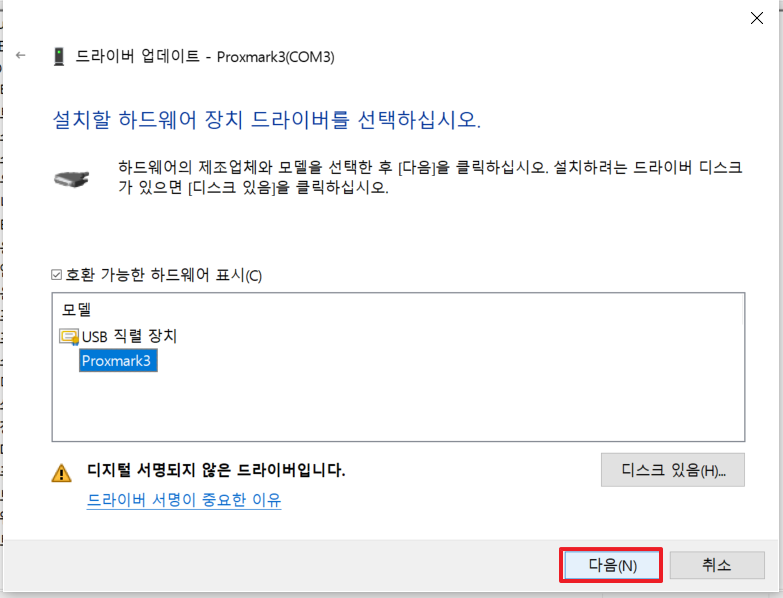 드라이버 업데이트 - Proxmark3(COM3)
설치할 하드웨어 장치 드라이버를 선택하십시오.
하드웨어의 제조업체와 모델을 선택한 후 [다음]을 클릭하십시오. 설치하려는 드라이버 디스크
가 있으면 [디스크 있음]을 클릭하십시오.
호환 가능한 하드웨어 표시(C)
모델
USB 직렬 장치
Proxmark3
디지털 서명되지 않은 드라이버입니다.
디스크 있음(H)...
드라이버 서명이 중요한 이유
다음(N)
취소